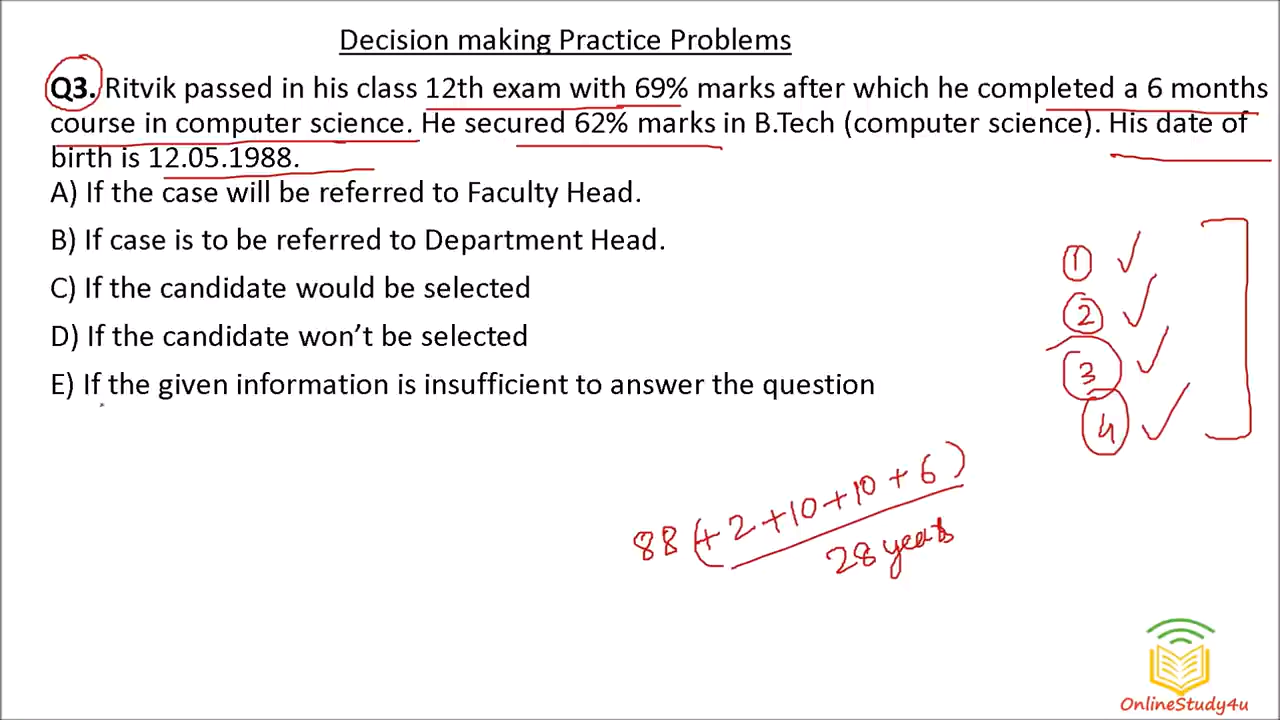 Decision making Practice Problems
Q3. Ritvik passed in his class 12th exam with 69% marks after which he completed a 6 months
course in computer science. He secured 62% marks in B.Tech (computer science). His date of
birth is 12.05.1988.
A) If the case will be referred to Faculty Head.
B) If case is to be referred to Department Head.
C) If the candidate would be selected
D) If the candidate won’t be selected
E) If the given information is insufficient to answer the question
1 ✓
2 ✓
3 ✓
4 ✓
88 (+2+10+10+6)
28 years
OnlineStudy4u